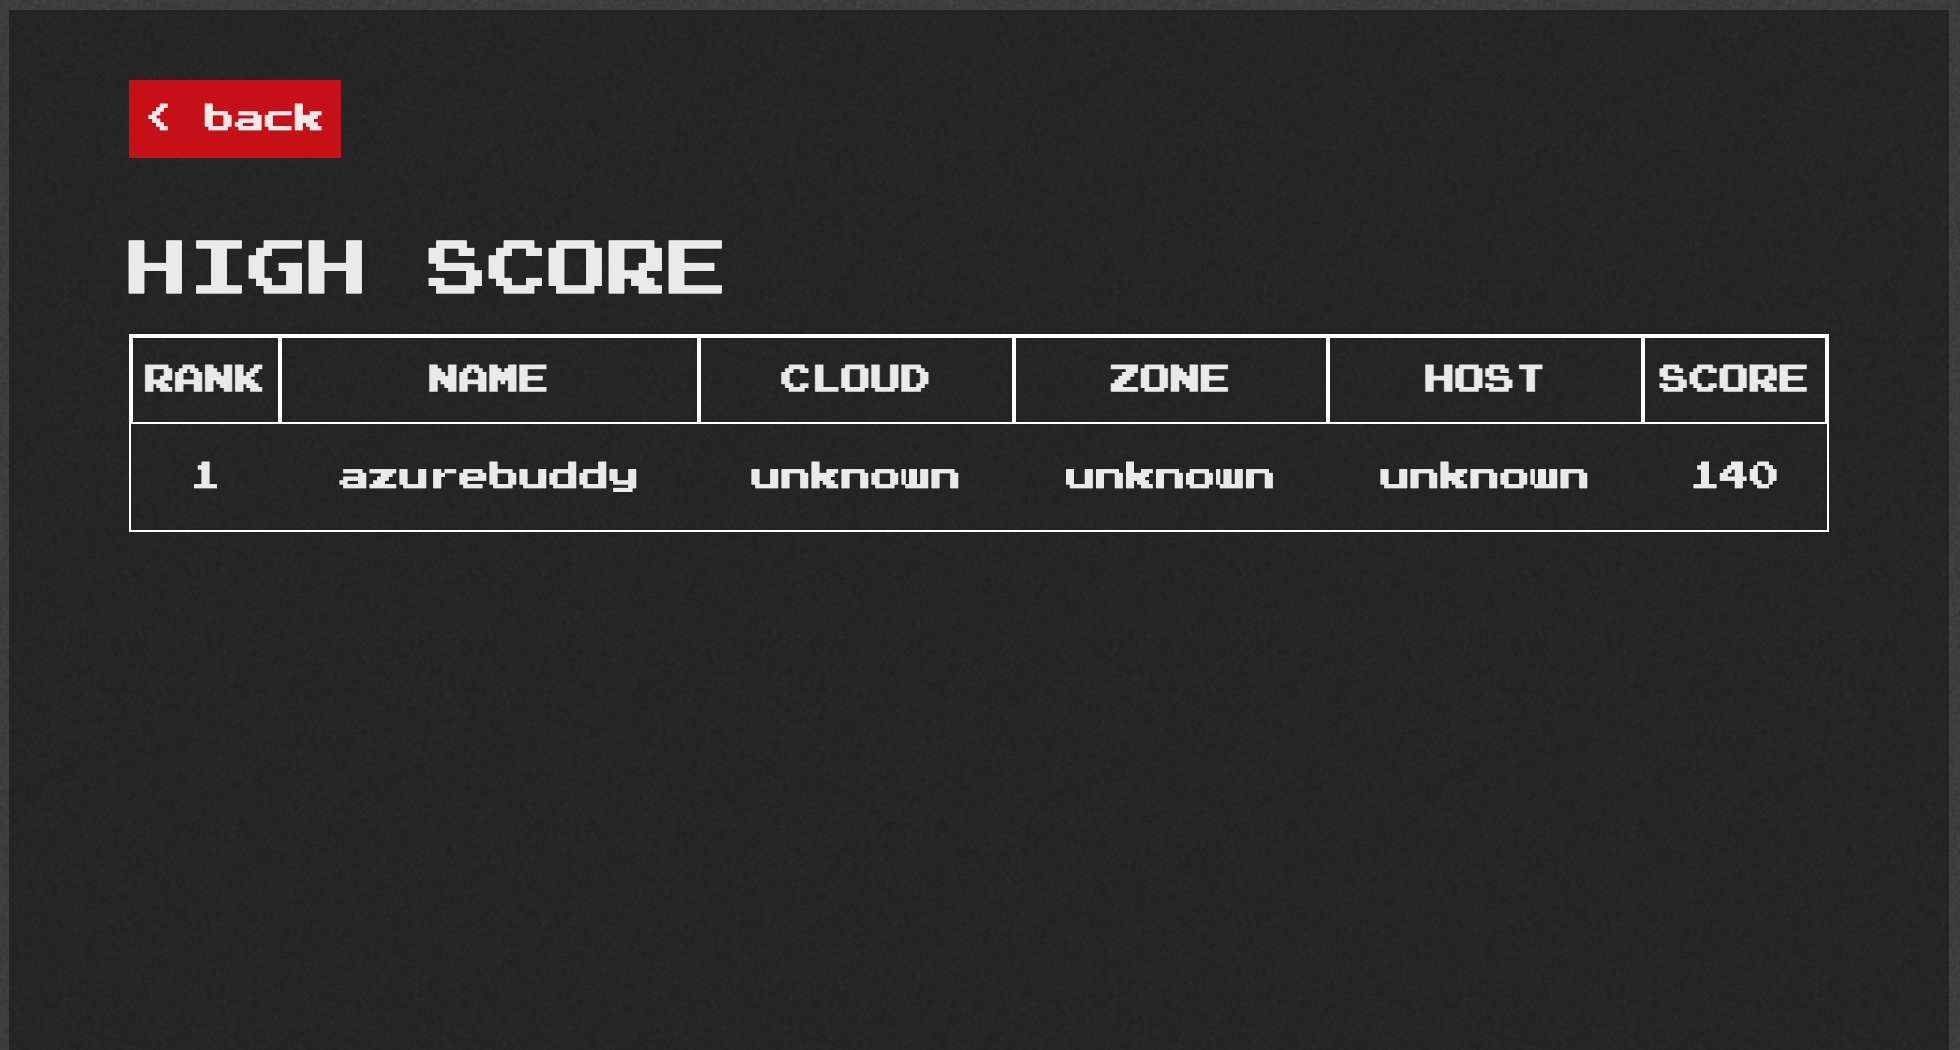 < back
HIGH SCORE
RANK NAME CLOUD ZONE HOST SCORE
1 azurebuddy unknown unknown unknown 140